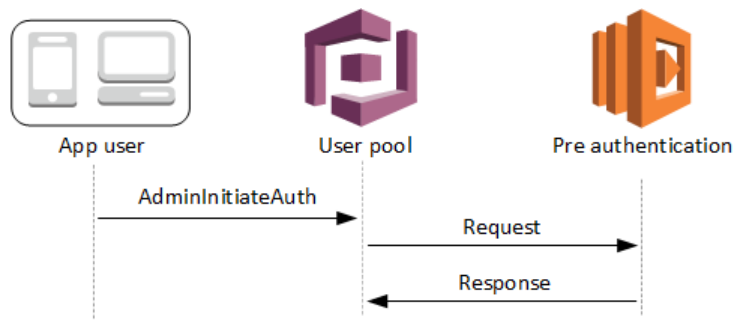 App user
User pool
Pre authentication
AdminInitiateAuth
Request
Response